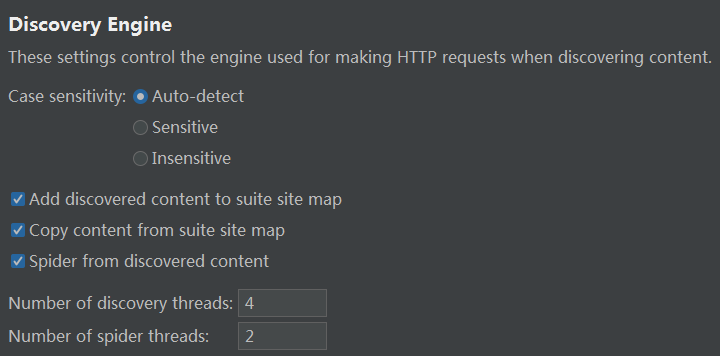 Discovery Engine
These settings control the engine used for making HTTP requests when discovering content.
Case sensitivity: Auto-detect
Sensitive
Insensitive
Add discovered content to suite site map
Copy content from suite site map
Spider from discovered content
Number of discovery threads: 4
Number of spider threads: 2